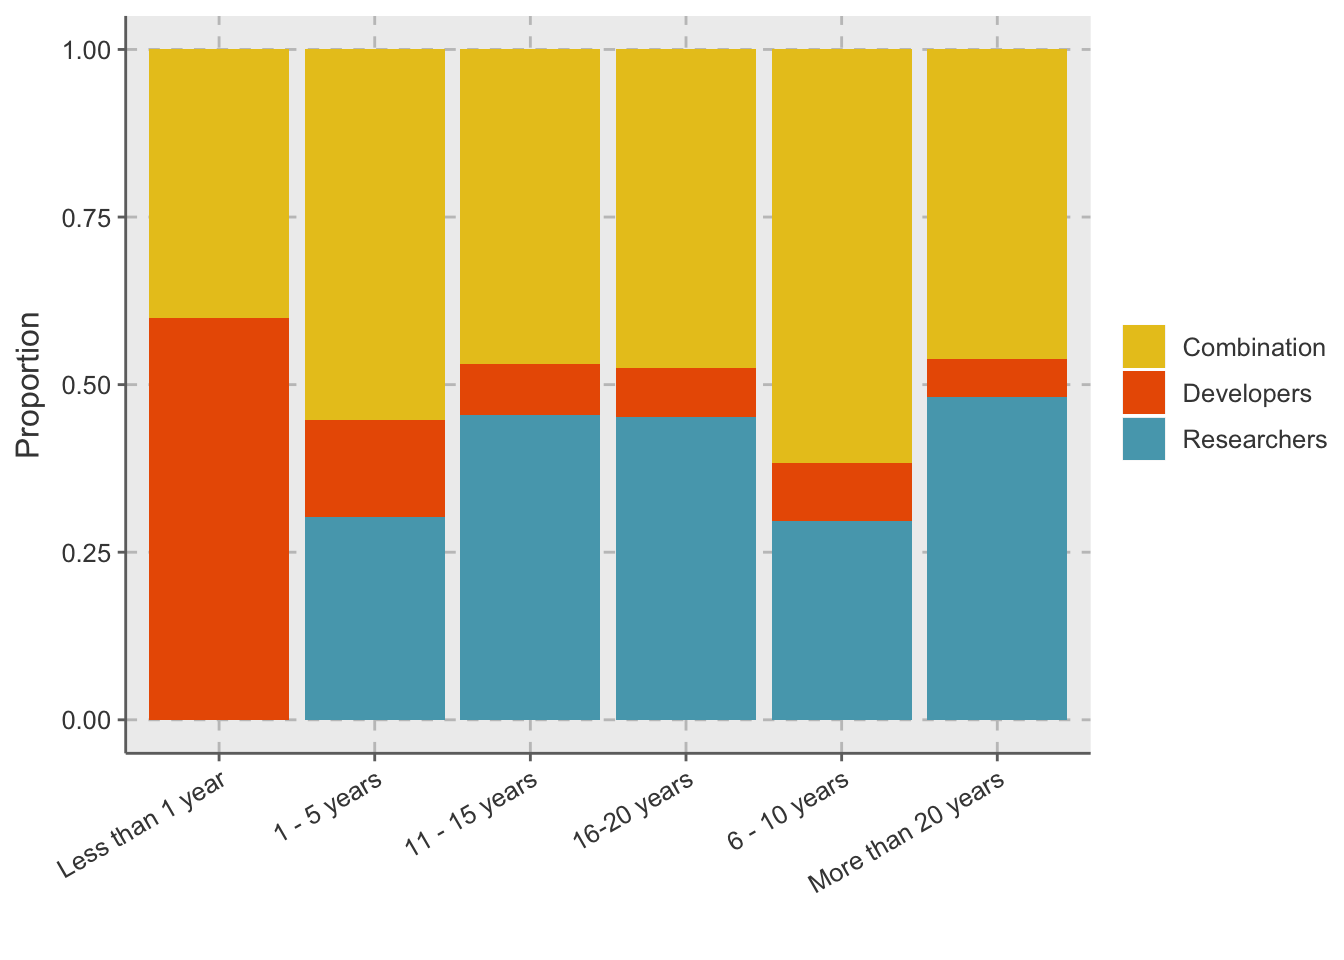 Proportion
1.00
0.75
0.50
0.25
0.00
Less than 1 year
1 - 5 years
11 - 15 years
16-20 years
6 - 10 years
More than 20 years
Combination
Developers
Researchers